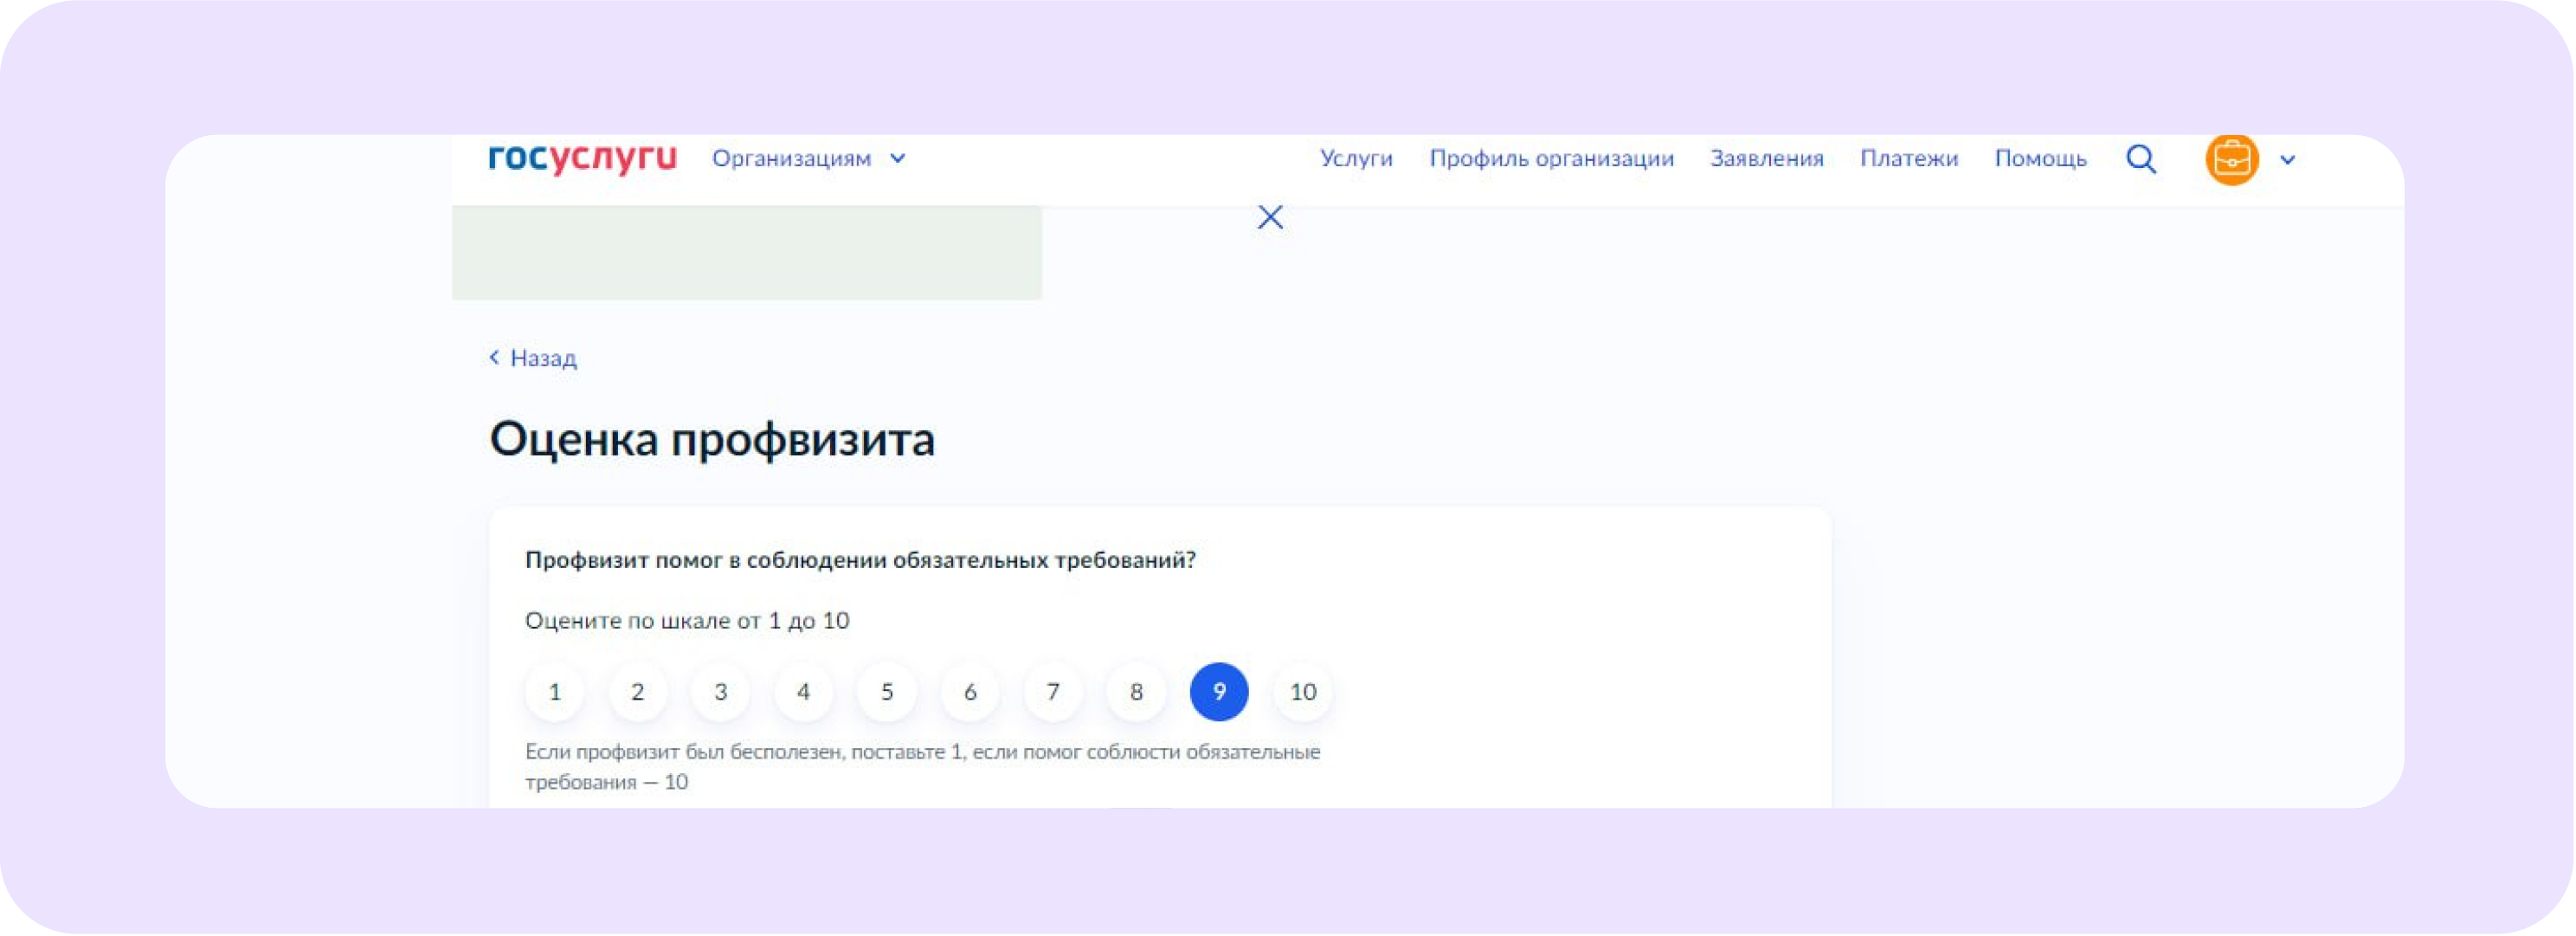 госуслуги Организациям Услуги Профиль организации Заявления Платежи Помощь
Назад
Оценка профвизита
Профвизит помог в соблюдении обязательных требований?
Оцените по шкале от 1 до 10
1 2 3 4 5 6 7 8 9 10
Если профвизит был бесполезен, поставьте 1, если помог соблюсти обязательные
требования — 10